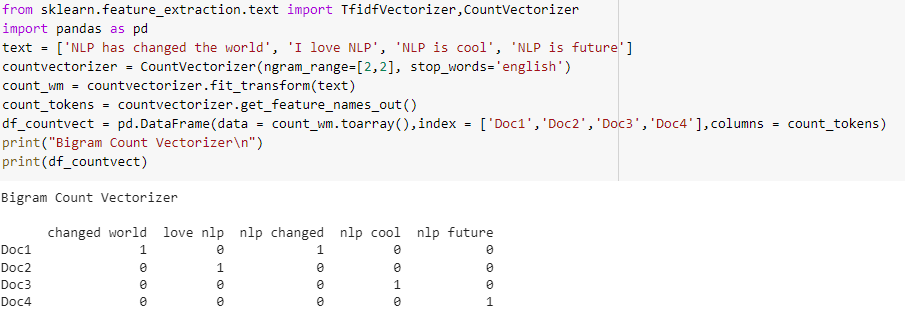 from sklearn.feature_extraction.text import TfidfVectorizer,CountVectorizer
import pandas as pd
text = ['NLP has changed the world', 'I love NLP', 'NLP is cool', 'NLP is future']
countvectorizer = CountVectorizer(ngram_range=[2,2], stop_words='english')
count_wm = countvectorizer.fit_transform(text)
count_tokens = countvectorizer.get_feature_names_out()
df_countvect = pd.DataFrame(data = count_wm.toarray(),index = ['Doc1','Doc2','Doc3','Doc4'],columns = count_tokens)
print("Bigram Count Vectorizer\n")
print(df_countvect)
Bigram Count Vectorizer
changed world  love nlp  nlp changed  nlp cool  nlp future
Doc1              1         0            1         0           0
Doc2              0         1            0         0           0
Doc3              0         0            0         1           0
Doc4              0         0            0         0           1